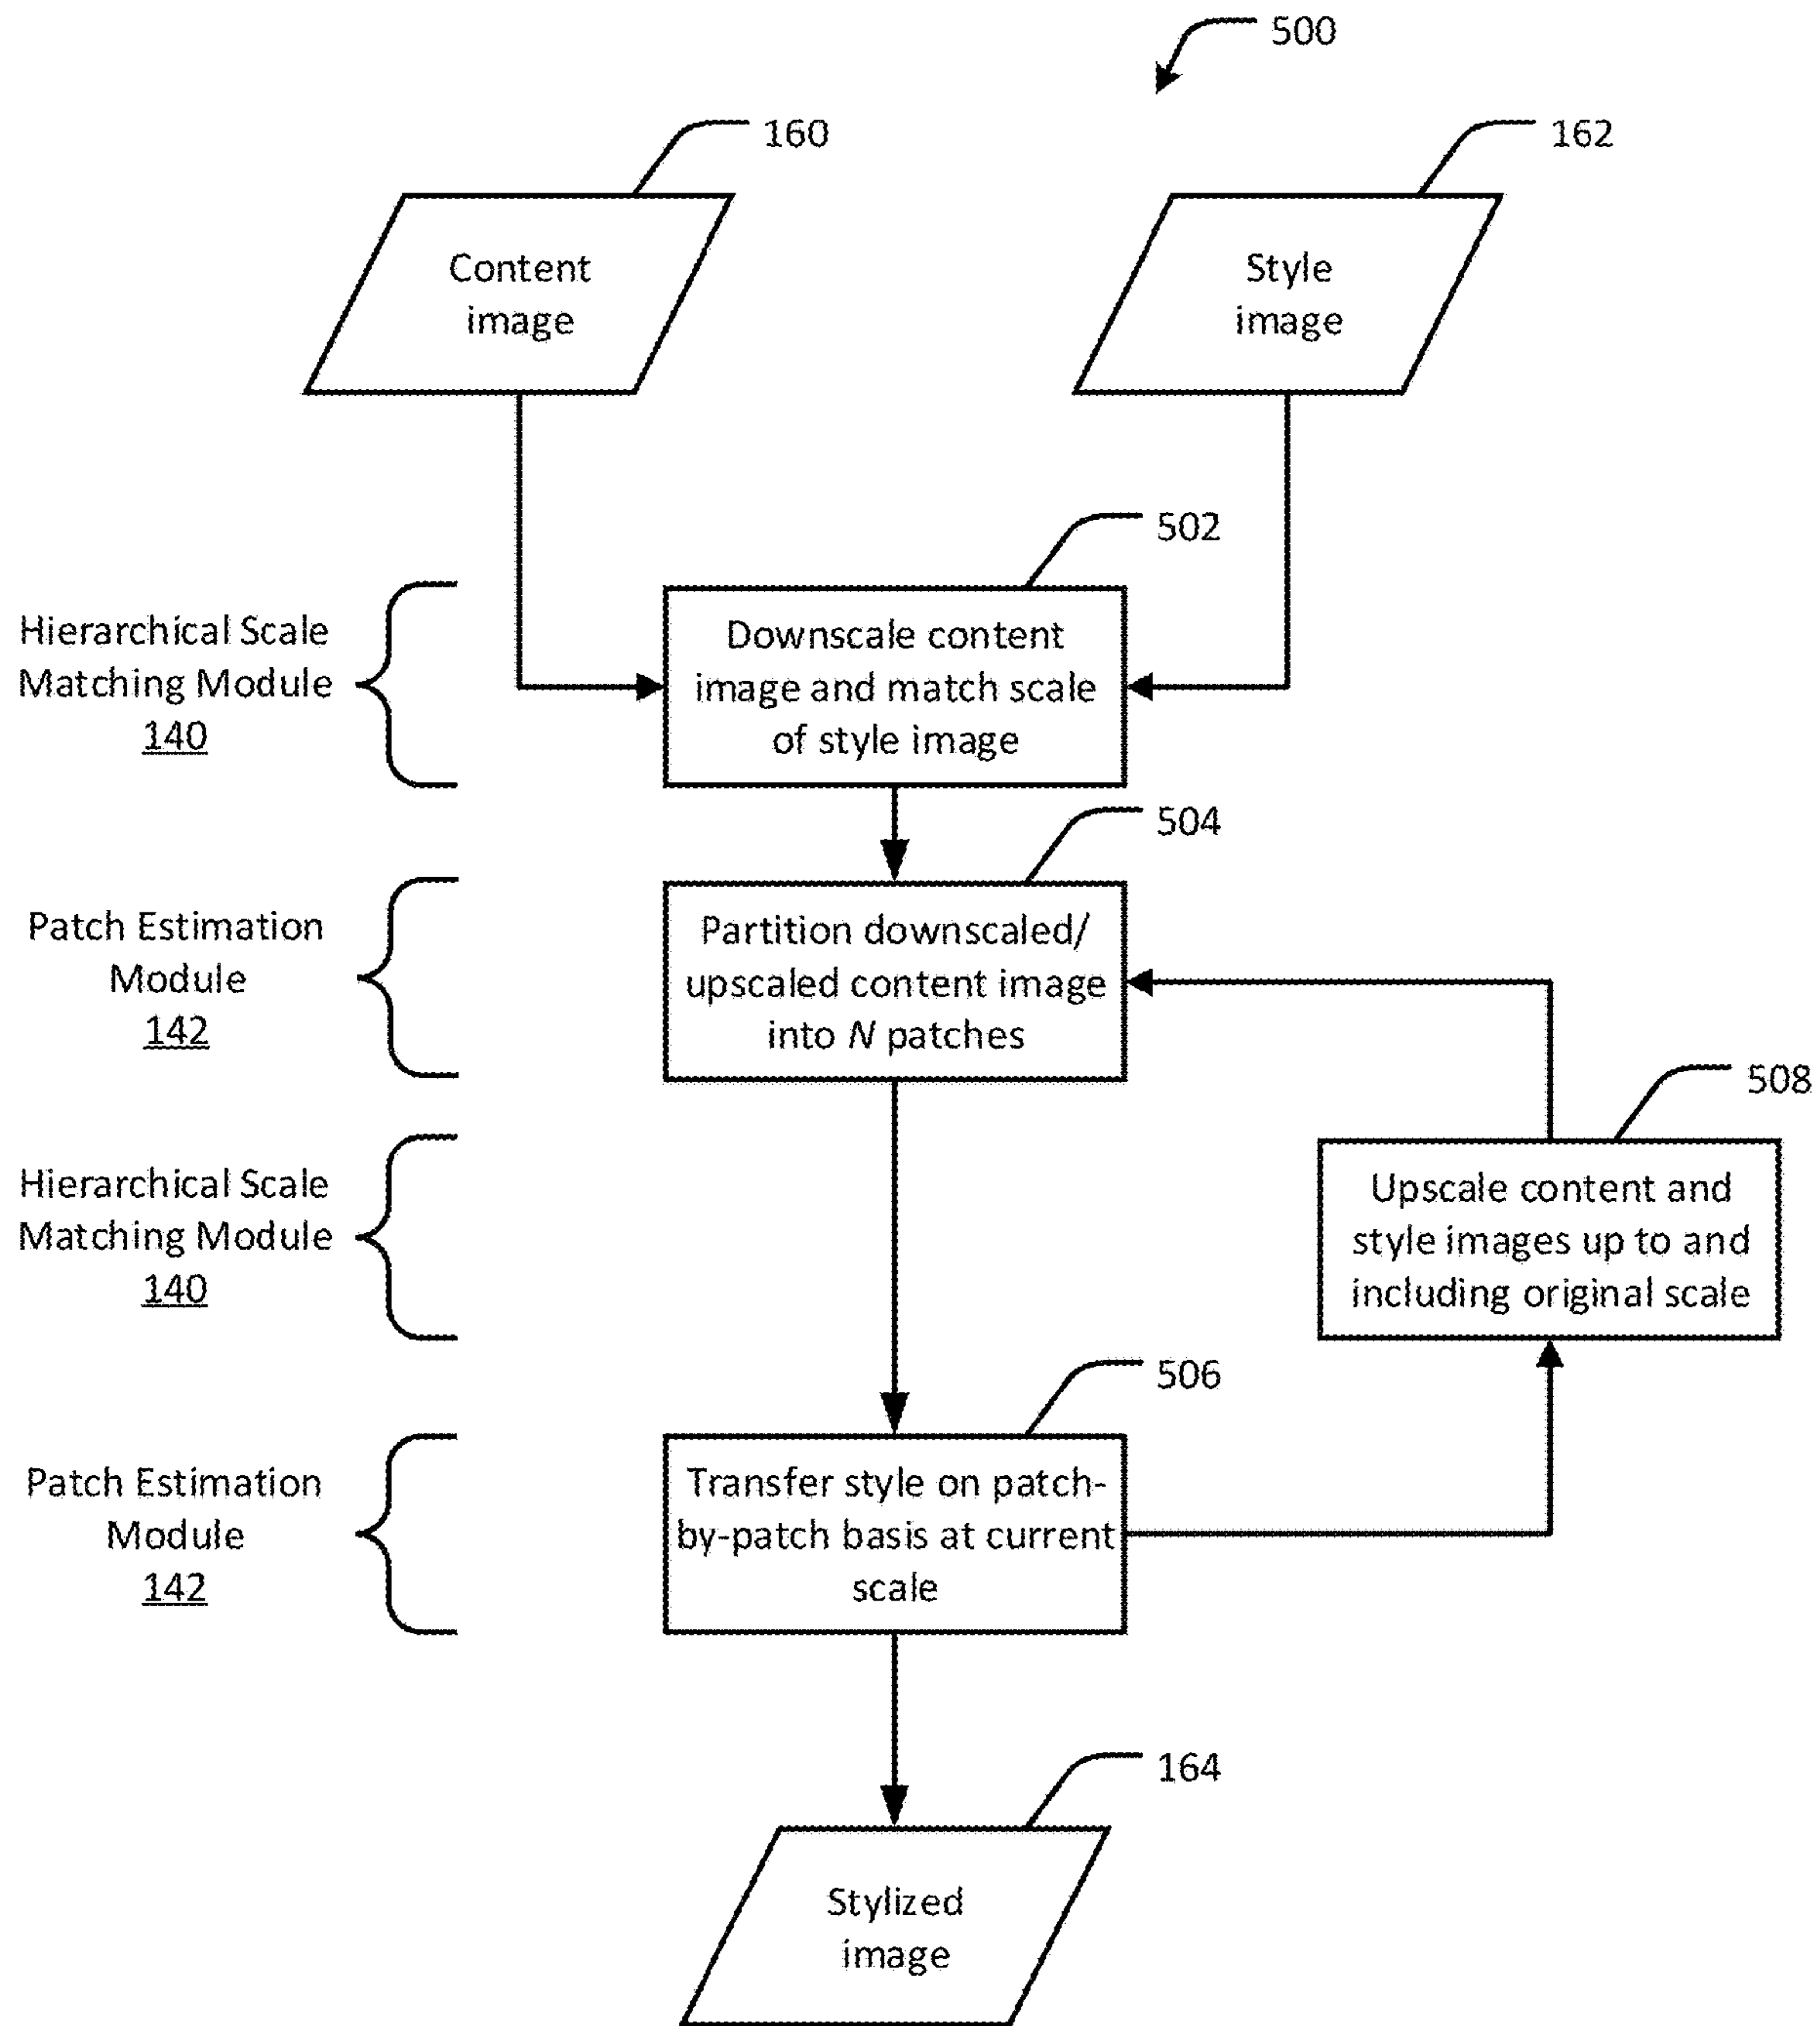 500
160
162
Content
image
Style
image
502
Hierarchical Scale
Matching Module
140
Downscale content
image and match scale
of style image
504
Patch Estimation
Module
142
Partition downscaled/
upscaled content image
into N patches
508
Hierarchical Scale
Matching Module
140
Upscale content and
style images up to and
including original scale
506
Patch Estimation
Module
142
Transfer style on patch-
by-patch basis at current
scale
164
Stylized
image